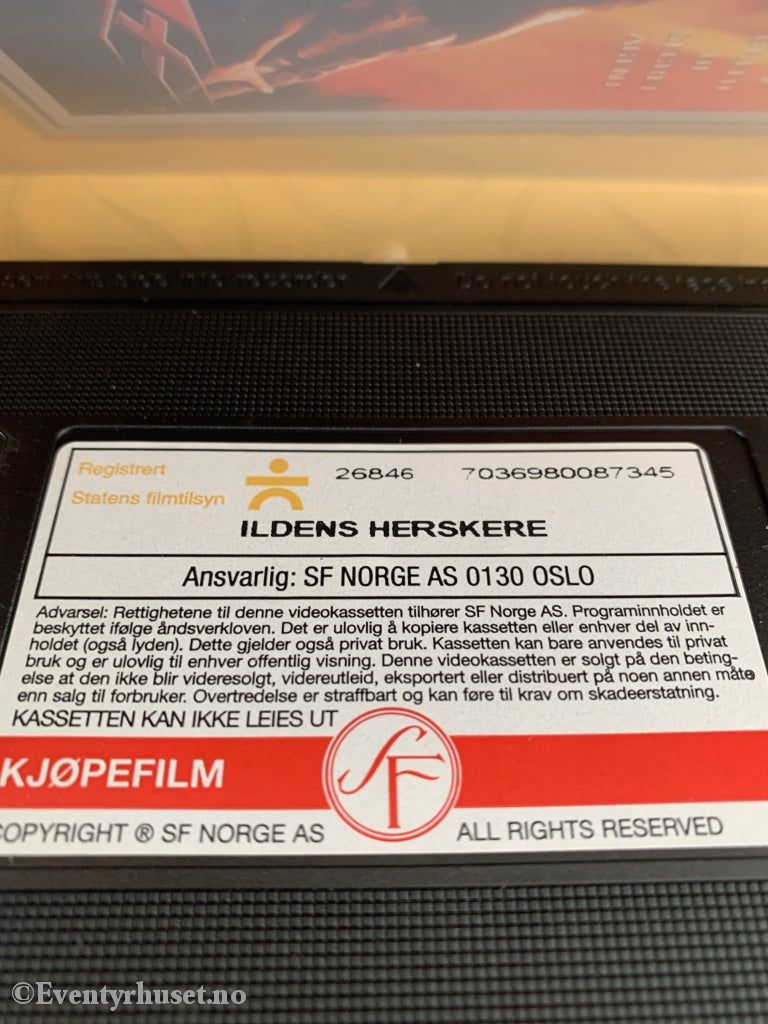 Registrert
Statens filmtilsyn
26846 7036980087345
ILDENS HERSKERE
Ansvarlig: SF NORGE AS 0130 OSLO
Advarsel: Rettighetene til denne videokassetten tilhører SF Norge AS. Programinnholdet er
beskyttet ifølge åndsverkloven. Det er ulovlig å kopiere kassetten eller enhver del av inn-
holdet (også lyden). Dette gjelder også privat bruk. Kassetten kan bare anvendes til privat
bruk og er ulovlig til enhver offentlig visning. Denne videokassetten er solgt på den beting-
else at den ikke blir videresolgt, videreutleid, eksportert eller distribuert på noen annen måte
enn salg til forbruker. Overtredelse er straffbart og kan føre til krav om skadeerstatning.
KASSETTEN KAN IKKE LEIES UT
KJØPEFILM
SF
COPYRIGHT ® SF NORGE AS
ALL RIGHTS RESERVED
©Eventyrhuset.no